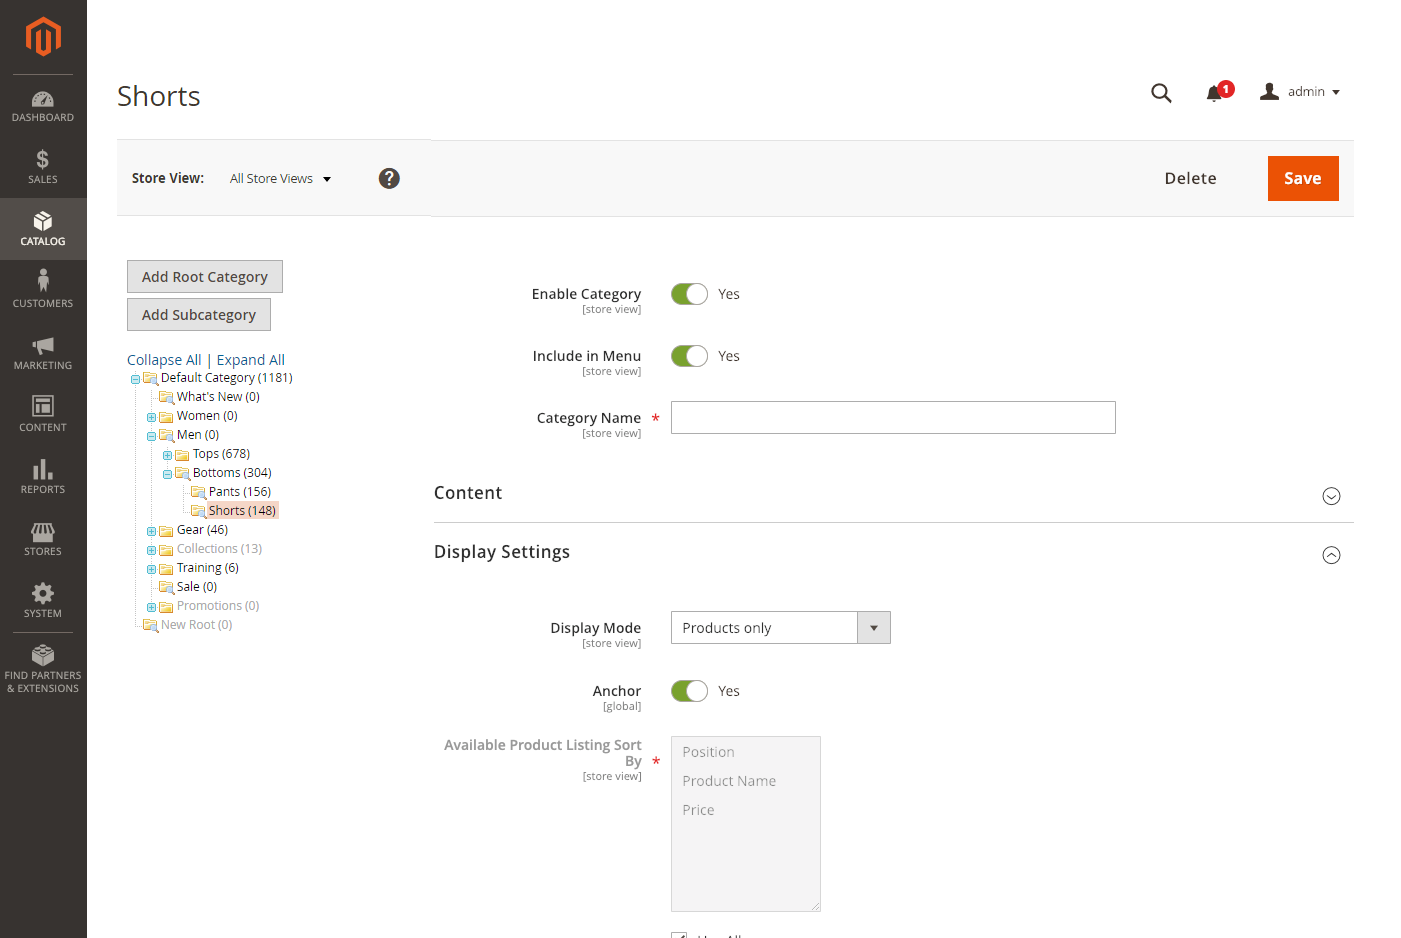 DASHBOARD
SALES
CATALOG
CUSTOMERS
MARKETING
CONTENT
REPORTS
STORES
SYSTEM
FIND PARTNERS
& EXTENSIONS
Shorts
1
admin
Store View:
All Store Views
?
Delete
Save
Add Root Category
Add Subcategory
Collapse All | Expand All
Default Category (1181)
What's New (0)
Women (0)
Men (0)
Tops (678)
Bottoms (304)
Pants (156)
Shorts (148)
Gear (46)
Collections (13)
Training (6)
Sale (0)
Promotions (0)
New Root (0)
Enable Category
[store view]
Yes
Include in Menu
[store view]
Yes
Category Name *
[store view]
Content
Display Settings
Display Mode
[store view]
Products only
Anchor
[global]
Yes
Available Product Listing Sort
By *
[store view]
Position
Product Name
Price